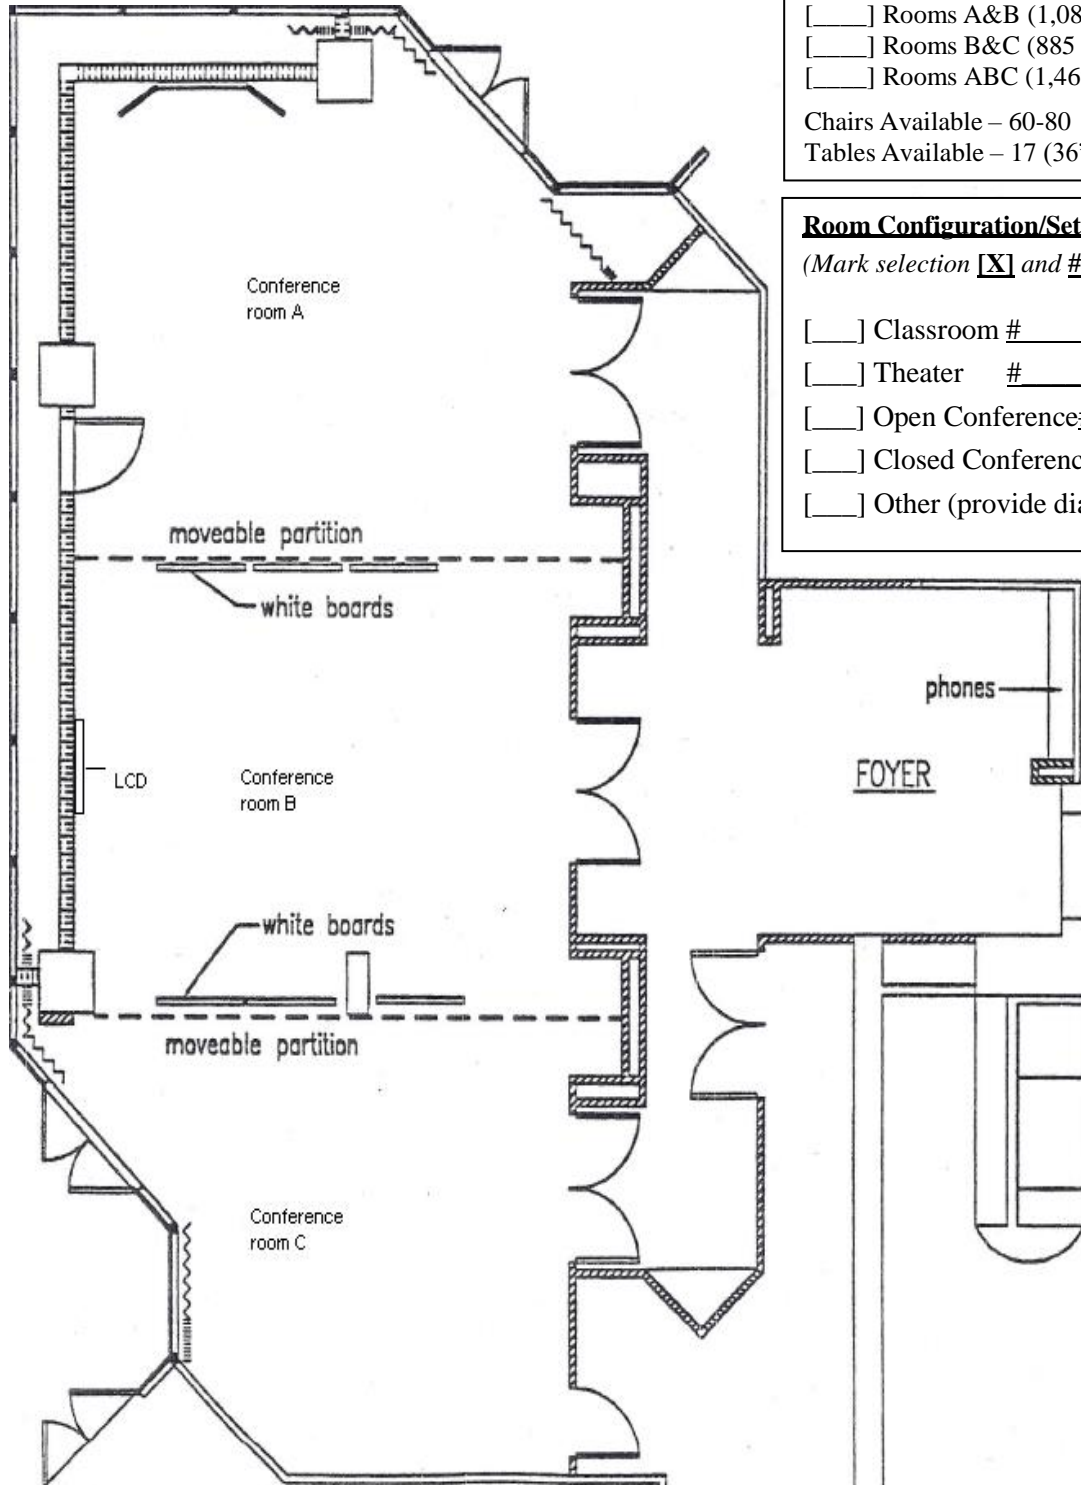 [____] Rooms A&B (1,08
[____] Rooms B&C (885
[____] Rooms ABC (1,46
Chairs Available – 60-80
Tables Available – 17 (36"
Room Configuration/Set
(Mark selection [X] and #
[___] Classroom #
[___] Theater #
[___] Open Conference
[___] Closed Conferenc
[___] Other (provide dia
Conference
room A
moveable partition
white boards
phones
LCD
Conference
room B
FOYER
white boards
moveable partition
Conference
room C